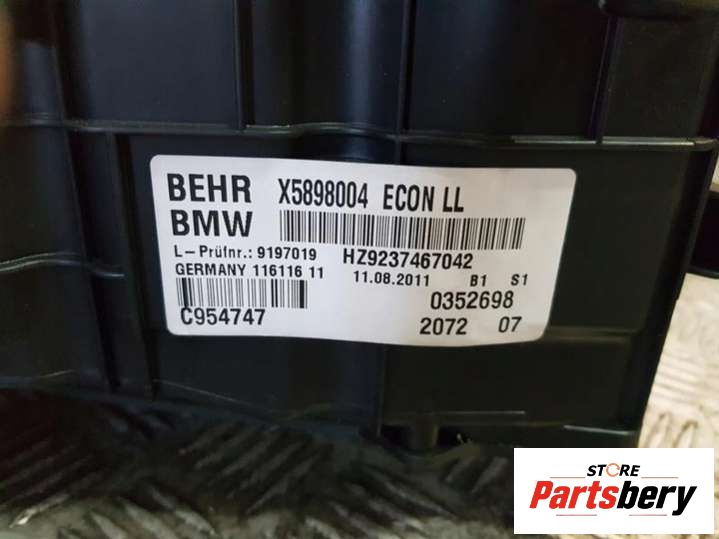 BEHR X5898004 ECON LL
BMW
L-Prüfnr.: 9197019 HZ9237467042
GERMANY 116116 11 11.08.2011 B1 S1
C954747 0352698
2072 07
STORE
Partsbery